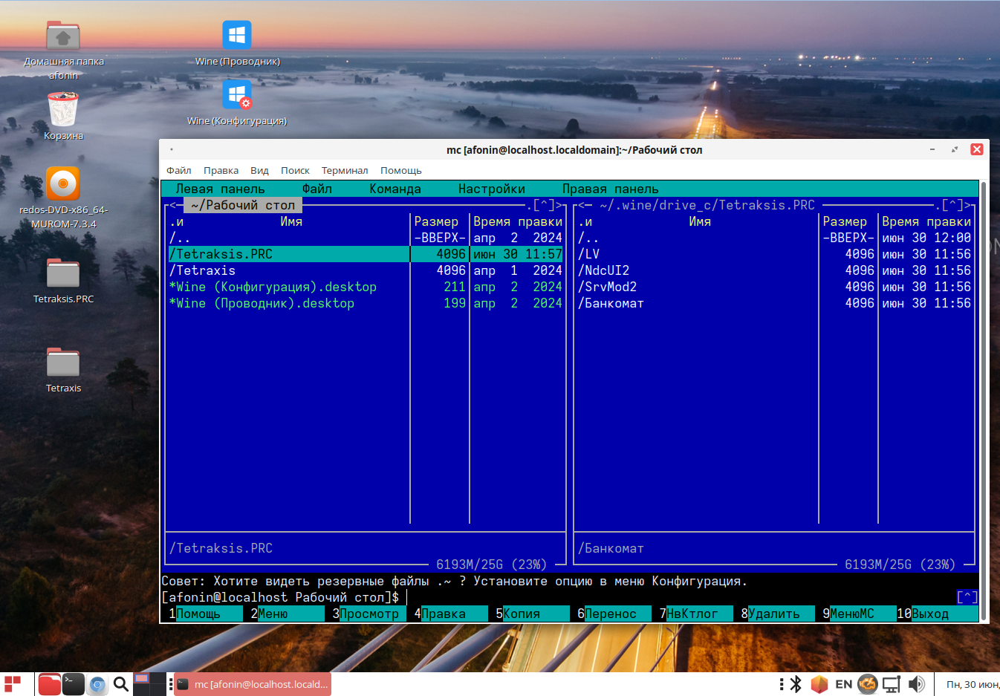 Домашняя папка
afonin
Корзина
redos-DVD-x86_64-
MUROM-7.3.4
Tetraksis.PRC
Tetraxis
Wine (Проводник)
Wine (Конфигурация)
mc [afonin@localhost.localdomain]:~/Рабочий стол
Файл Правка Вид Поиск Терминал Помощь
Левая панель Файл Команда Настройки Правая панель
<─ ~/Рабочий стол .[^]> <─ ~/.wine/drive_c/Tetraksis.PRC .[^]>
.и Имя Размер Время правки .и Имя Размер Время правки
/.. -ВВЕРХ- апр 2 2024 /.. -ВВЕРХ- июн 30 12:00
/Tetraksis.PRC 4096 июн 30 11:57 /LV 4096 июн 30 11:56
/Tetraxis 4096 апр 1 2024 /NdcUI2 4096 июн 30 11:56
*Wine (Конфигурация).desktop 211 апр 2 2024 /SrvMod2 4096 июн 30 11:56
*Wine (Проводник).desktop 199 апр 2 2024 /Банкомат 4096 июн 30 11:56
/Tetraksis.PRC /Банкомат
6193M/25G (23%) 6193M/25G (23%)
Совет: Хотите видеть резервные файлы .~ ? Установите опцию в меню Конфигурация.
[afonin@localhost Рабочий стол]$ [^]
1Помощь 2Меню 3Просмотр 4Правка 5Копия 6Перенос 7НвКтлог 8Удалить 9МенюМС 10Выход
mc [afonin@localhost.locald... EN Пн, 30 июн,